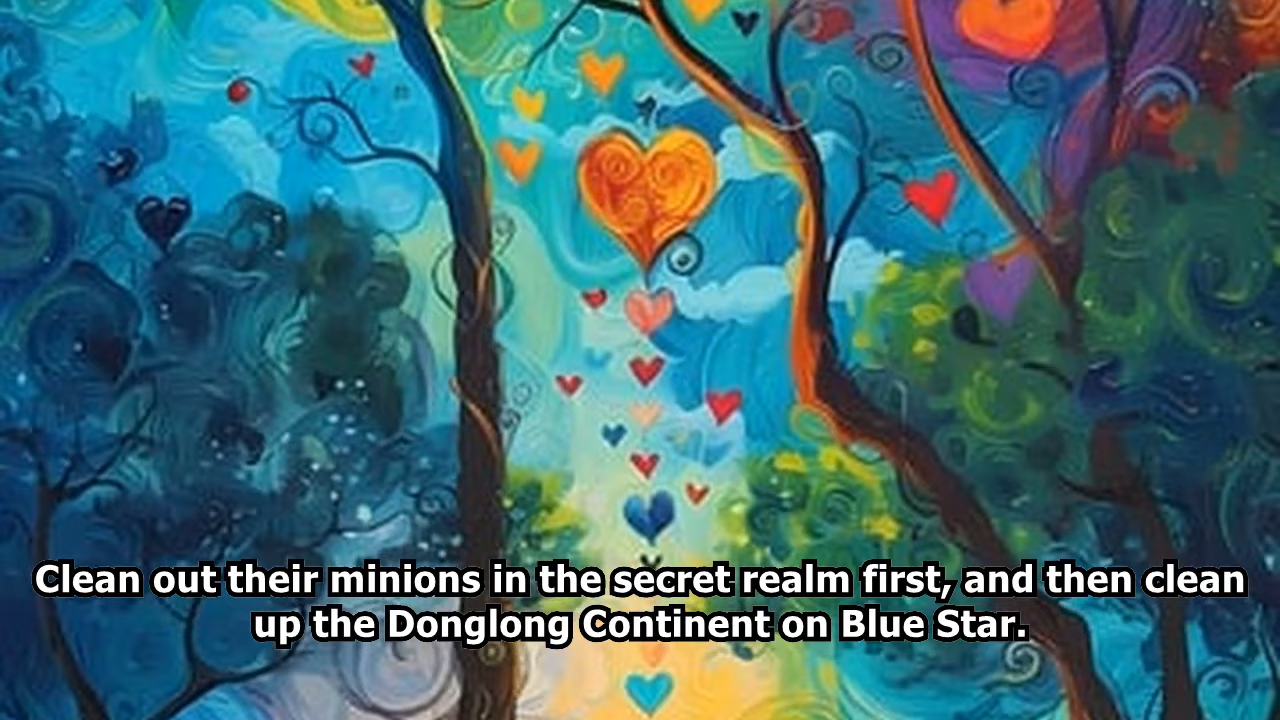 Clean out their minions in the secret realm first, and then clean
up the Donglong Continent on Blue Star.